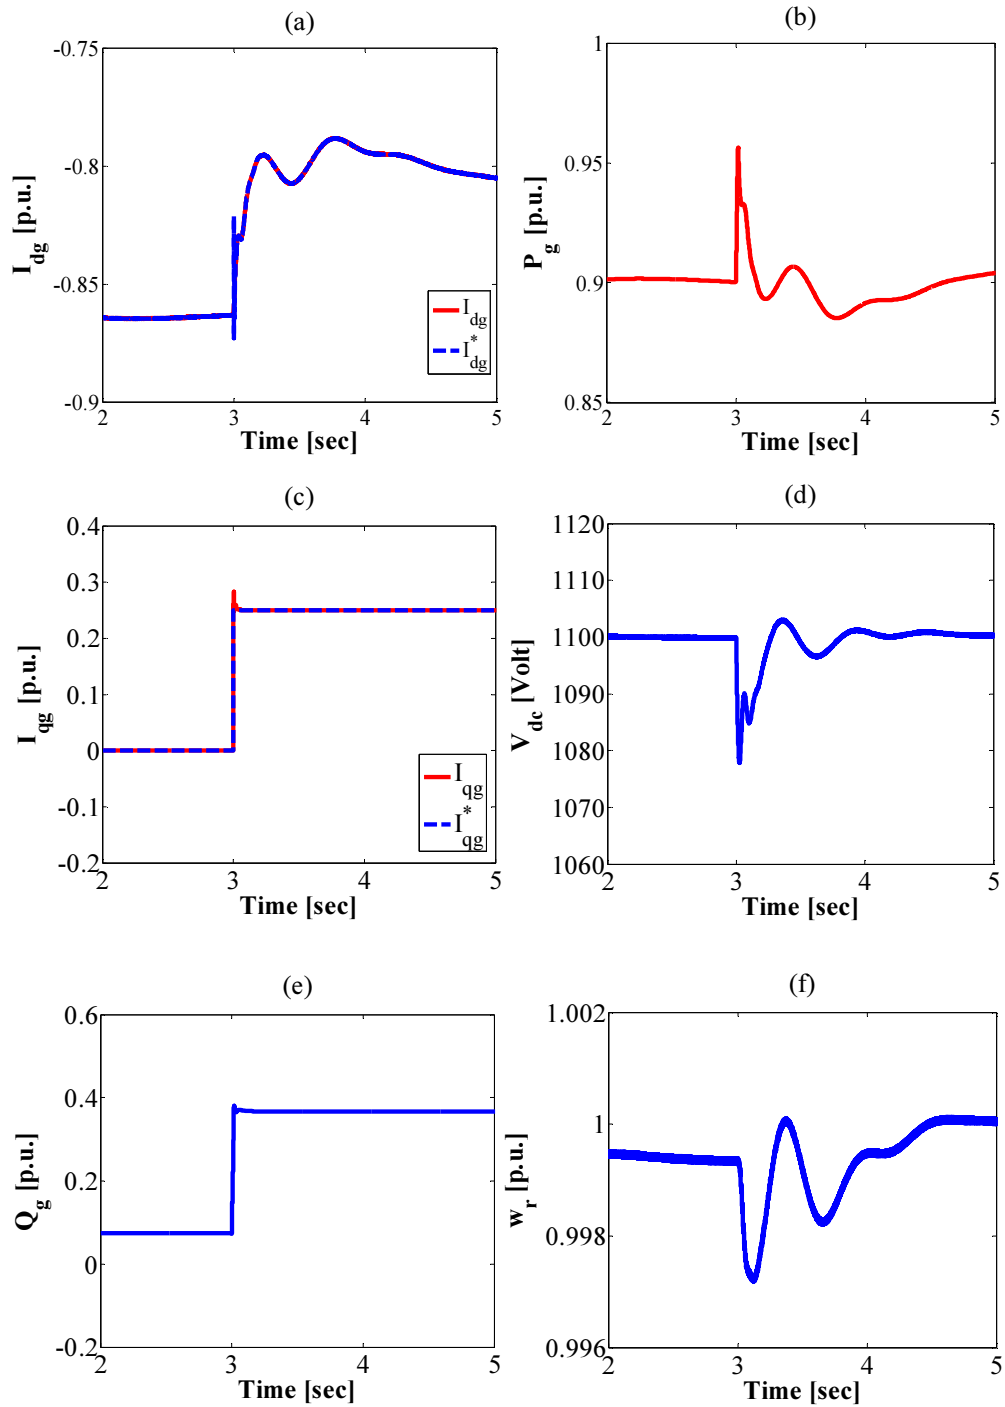 (a)
-0.75
-0.8
-0.85
-0.9
I_dg [p.u.]
I_dg
I*_dg
2 3 4 5
Time [sec]
(b)
1
0.95
0.9
0.85
P_g [p.u.]
2 3 4 5
Time [sec]
(c)
0.4
0.3
0.2
0.1
0
-0.1
-0.2
I_qg [p.u.]
I_qg
I*_qg
2 3 4 5
Time [sec]
(d)
1120
1110
1100
1090
1080
1070
1060
V_dc [Volt]
2 3 4 5
Time [sec]
(e)
0.6
0.4
0.2
0
-0.2
Q_g [p.u.]
2 3 4 5
Time [sec]
(f)
1.002
1
0.998
0.996
w_r [p.u.]
2 3 4 5
Time [sec]